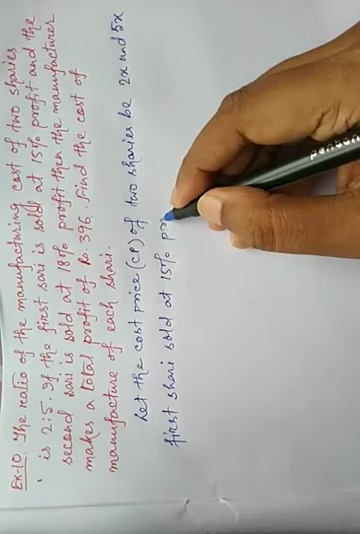 Ex-10 The ratio of the manufacturing cost of two sharies
is 2:5. If the first sari is sold at 15% profit and the
second sari is sold at 18% profit then the manufacturer
makes a total profit of Rs 396. Find the cost of
manufacture of each shari.
Let the cost price (CP) of two sharies be 2x and 5x
first shari sold at 15% pr